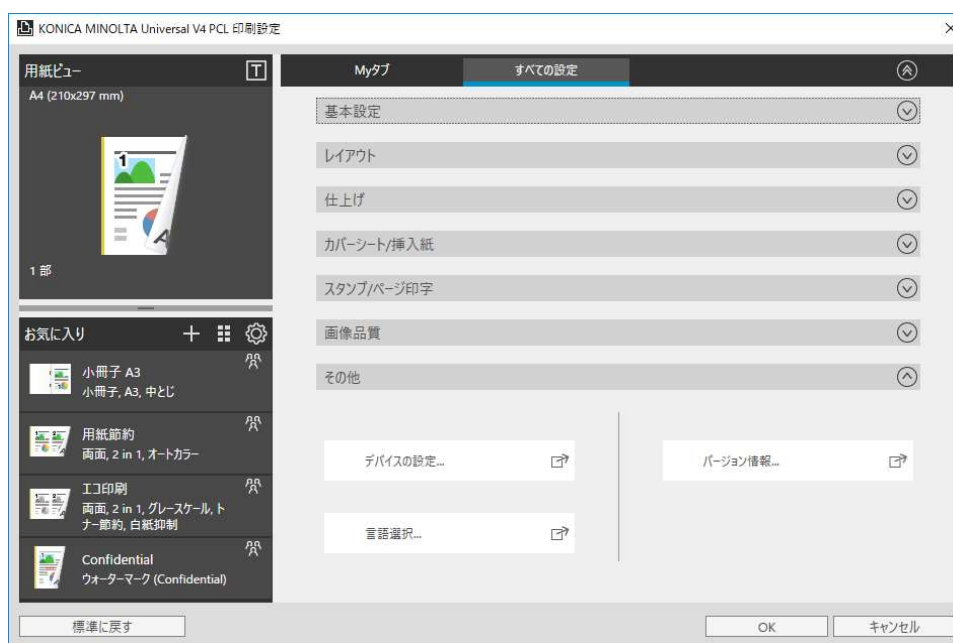 KONICA MINOLTA Universal V4 PCL 印刷設定
用紙ビュー
T
A4 (210x297 mm)
1
A
1 部
お気に入り
小冊子 A3
小冊子, A3, 中とじ
用紙節約
両面, 2 in 1, オートカラー
エコ印刷
両面, 2 in 1, グレースケール, ト
ナー節約, 白紙抑制
Confidential
ウォーターマーク (Confidential)
Myタブ
すべての設定
基本設定
レイアウト
仕上げ
カバーシート/挿入紙
スタンプ/ページ印字
画像品質
その他
デバイスの設定...
バージョン情報...
言語選択...
標準に戻す
OK
キャンセル